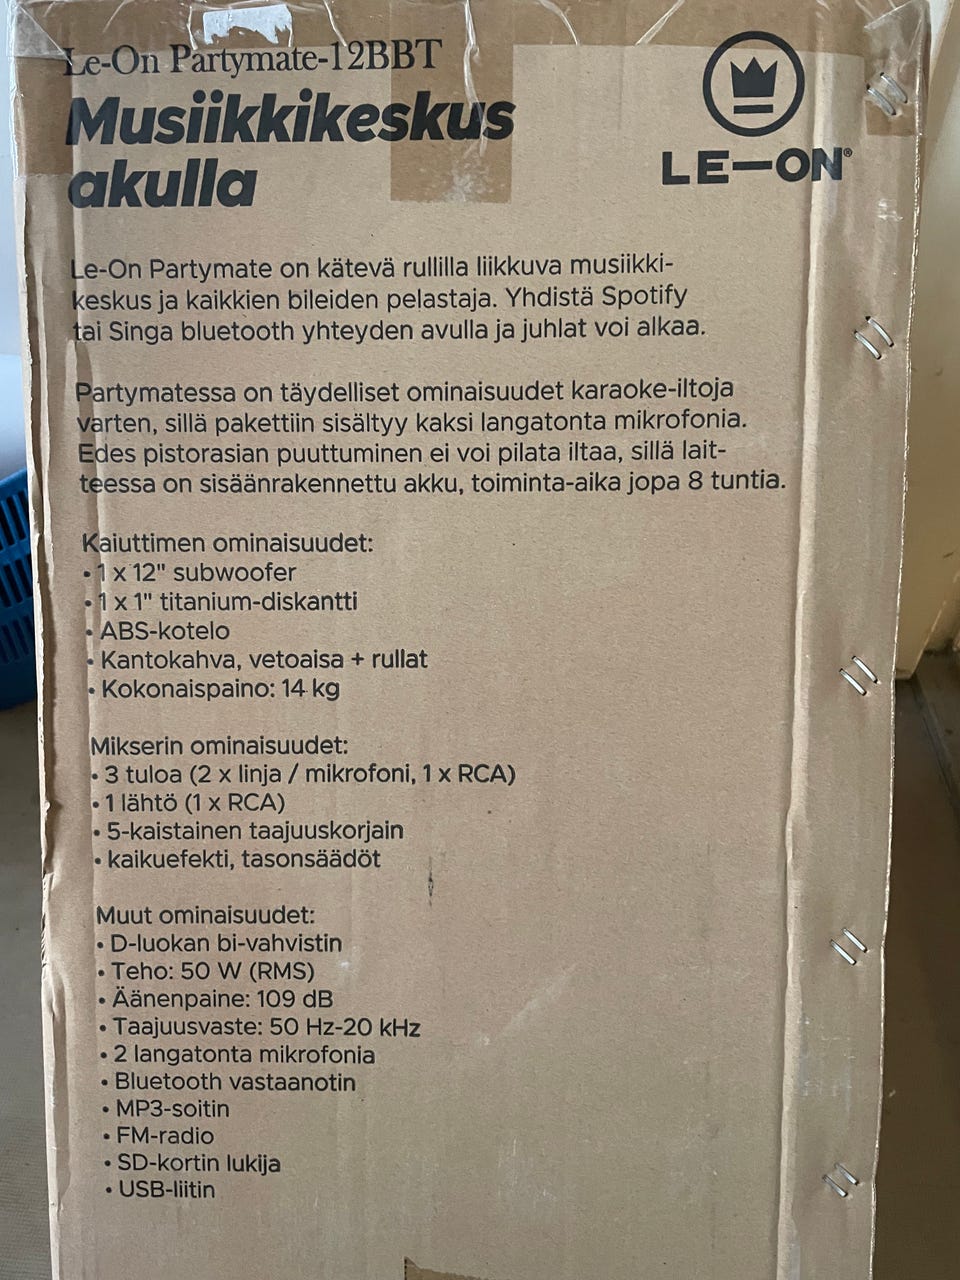 Le-On Partymate-12BBT
Musiikkikeskus
akulla
LE—ON®
Le-On Partymate on kätevä rullilla liikkuva musiikki-
keskus ja kaikkien bileiden pelastaja. Yhdistä Spotify
tai Singa bluetooth yhteyden avulla ja juhlat voi alkaa.
Partymatessa on täydelliset ominaisuudet karaoke-iltoja
varten, sillä pakettiin sisältyy kaksi langatonta mikrofonia.
Edes pistorasian puuttuminen ei voi pilata iltaa, sillä lait-
teessa on sisäänrakennettu akku, toiminta-aika jopa 8 tuntia.
Kaiuttimen ominaisuudet:
• 1 x 12" subwoofer
• 1 x 1" titanium-diskantti
• ABS-kotelo
• Kantokahva, vetoaisa + rullat
• Kokonaispaino: 14 kg
Mikserin ominaisuudet:
• 3 tuloa (2 x linja / mikrofoni, 1 x RCA)
• 1 lähtö (1 x RCA)
• 5-kaistainen taajuuskorjain
• kaikuefekti, tasonsäädöt
Muut ominaisuudet:
• D-luokan bi-vahvistin
• Teho: 50 W (RMS)
• Äänenpaine: 109 dB
• Taajuusvaste: 50 Hz-20 kHz
• 2 langatonta mikrofonia
• Bluetooth vastaanotin
• MP3-soitin
• FM-radio
• SD-kortin lukija
• USB-liitin